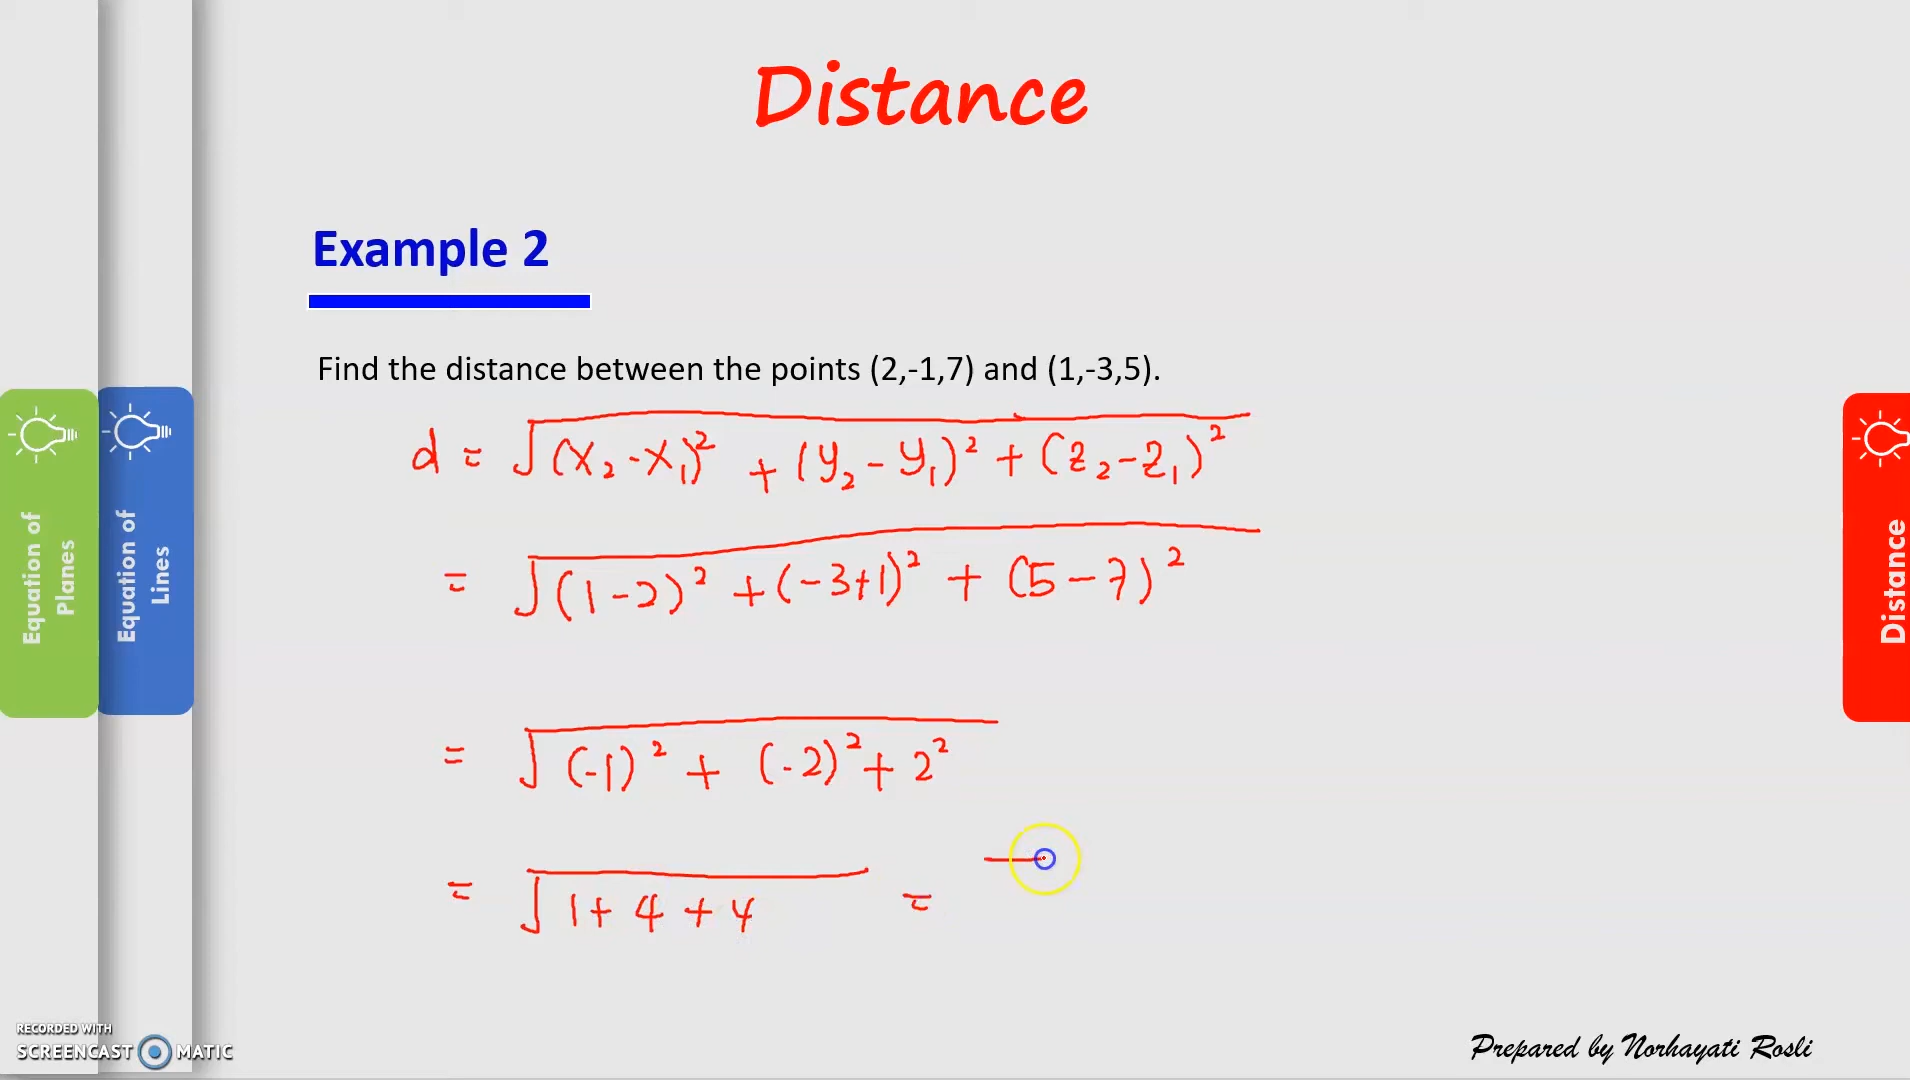 Distance
Example 2
Find the distance between the points (2,-1,7) and (1,-3,5).
d = √(x₂-x₁)² + (y₂-y₁)² + (z₂-z₁)²
= √(1-2)² + (-3+1)² + (5-7)²
= √(-1)² + (-2)² + 2²
= √1+4+4 =
Equation of
Planes
Equation of
Lines
Distance
RECORDED WITH
SCREENCAST MATIC
Prepared by Norhayati Rosli